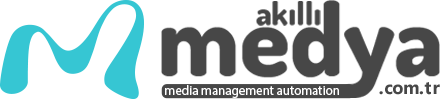 akıllı
medya
media management automation
.com.tr